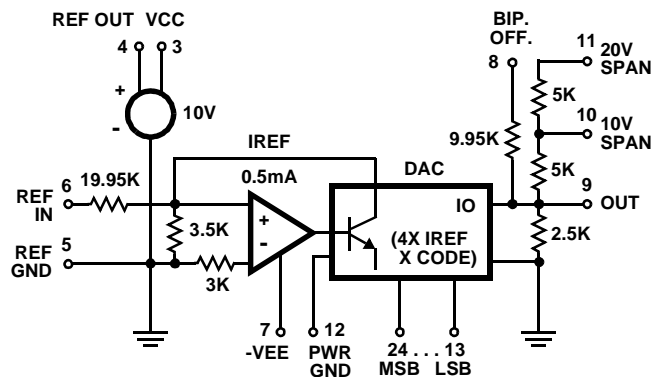 REF OUT VCC
4 3
+
-
10V
BIP.
OFF.
8
11 20V
SPAN
5K
10 10V
SPAN
9.95K
5K
IREF
0.5mA
DAC
6 19.95K
REF
IN
3.5K
+
-
IO
(4X IREF
X CODE)
9
OUT
2.5K
5
REF
GND
3K
7
-VEE
12
PWR
GND
24 . . . 13
MSB LSB